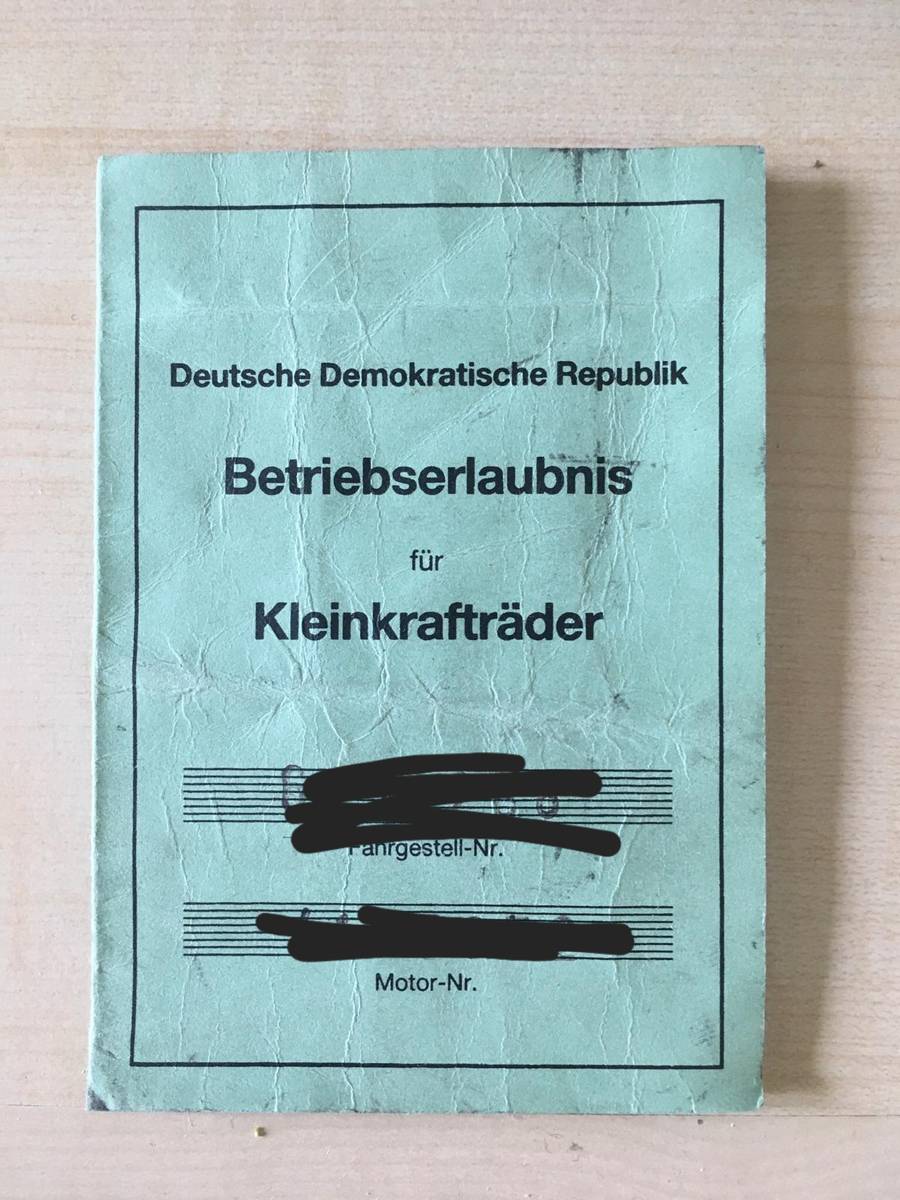 Deutsche Demokratische Republik
Betriebserlaubnis
für
Kleinkrafträder
Fahrgestell-Nr.
Motor-Nr.